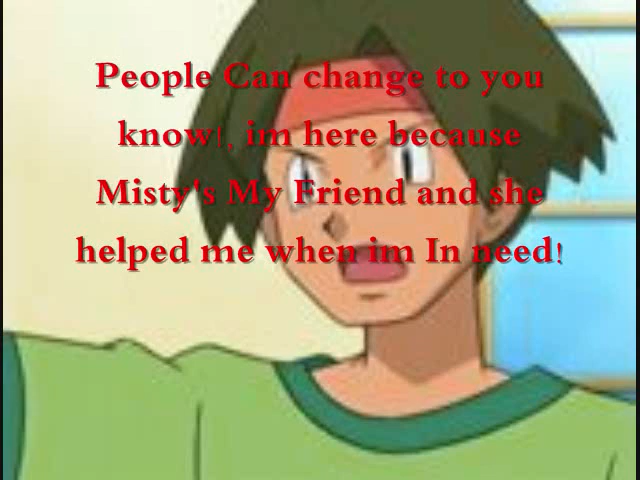 People Can change to you
know!, im here because
Misty's My Friend and she
helped me when im In need!